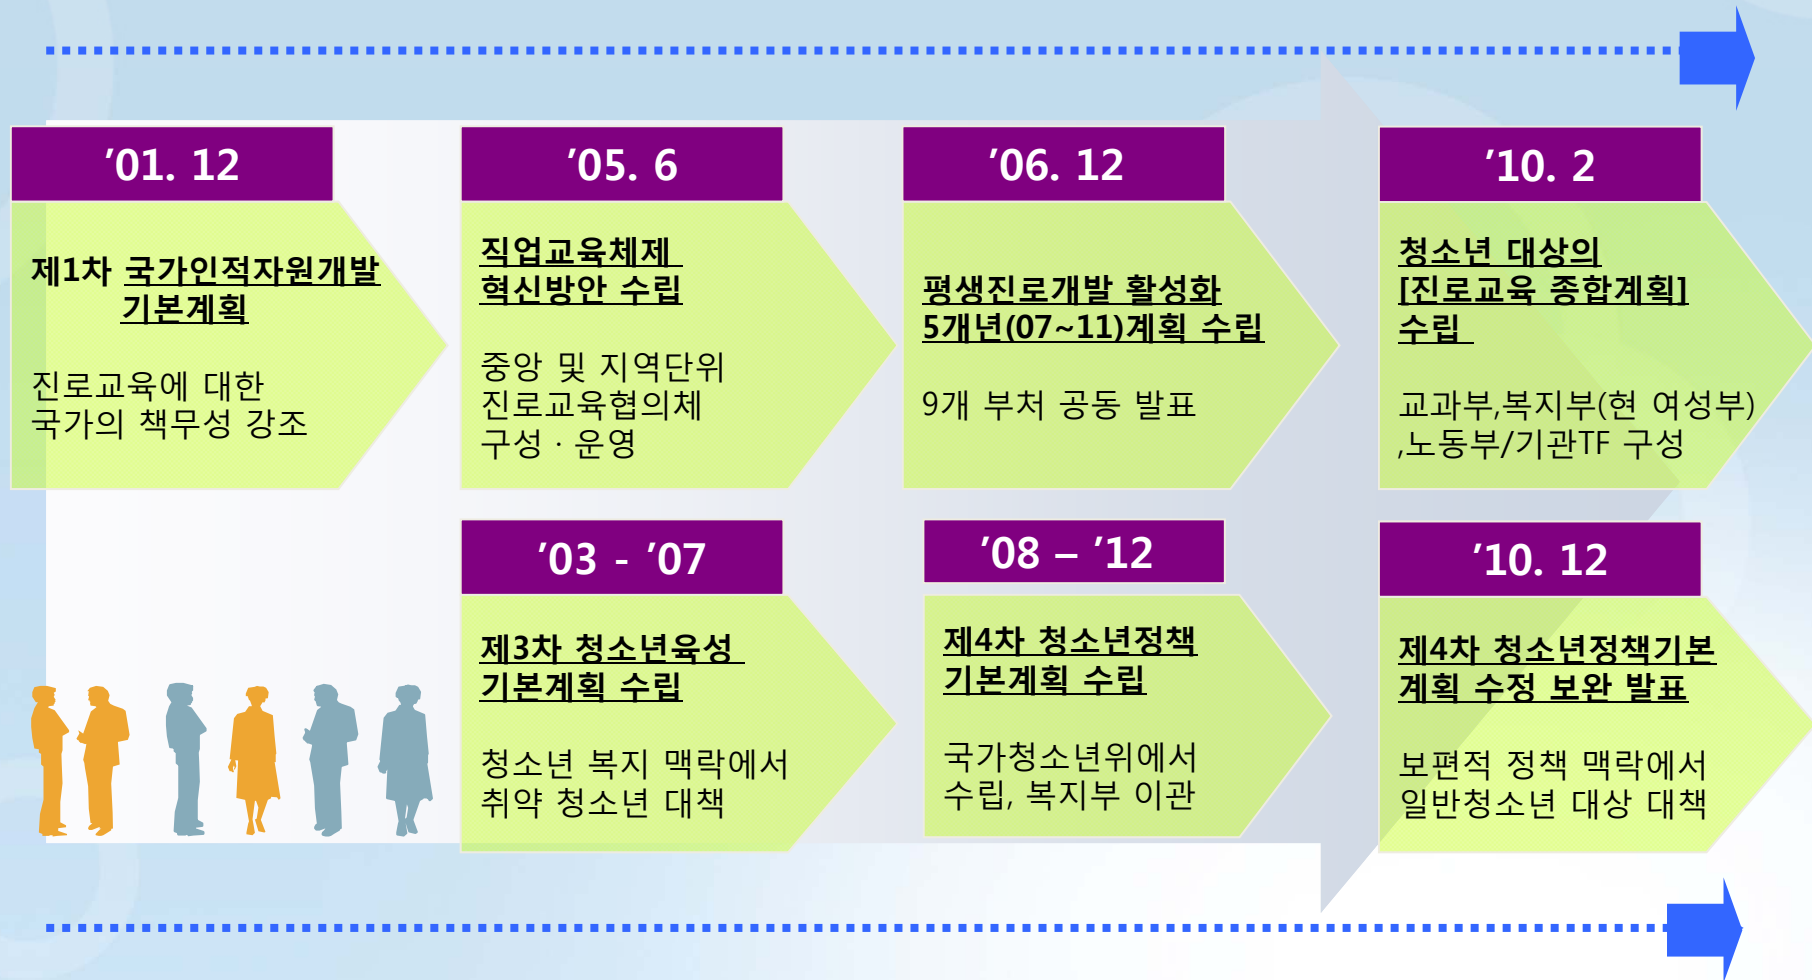 ′01. 12
제1차 국가인적자원개발
기본계획
진로교육에 대한
국가의 책무성 강조
′05. 6
직업교육체제
혁신방안 수립
중앙 및 지역단위
진로교육협의체
구성 · 운영
′06. 12
평생진로개발 활성화
5개년(07~11)계획 수립
9개 부처 공동 발표
′10. 2
청소년 대상의
[진로교육 종합계획]
수립
교과부,복지부(현 여성부)
,노동부/기관TF 구성
′03 - ′07
제3차 청소년육성
기본계획 수립
청소년 복지 맥락에서
취약 청소년 대책
′08 – ′12
제4차 청소년정책
기본계획 수립
국가청소년위에서
수립, 복지부 이관
′10. 12
제4차 청소년정책기본
계획 수정 보완 발표
보편적 정책 맥락에서
일반청소년 대상 대책